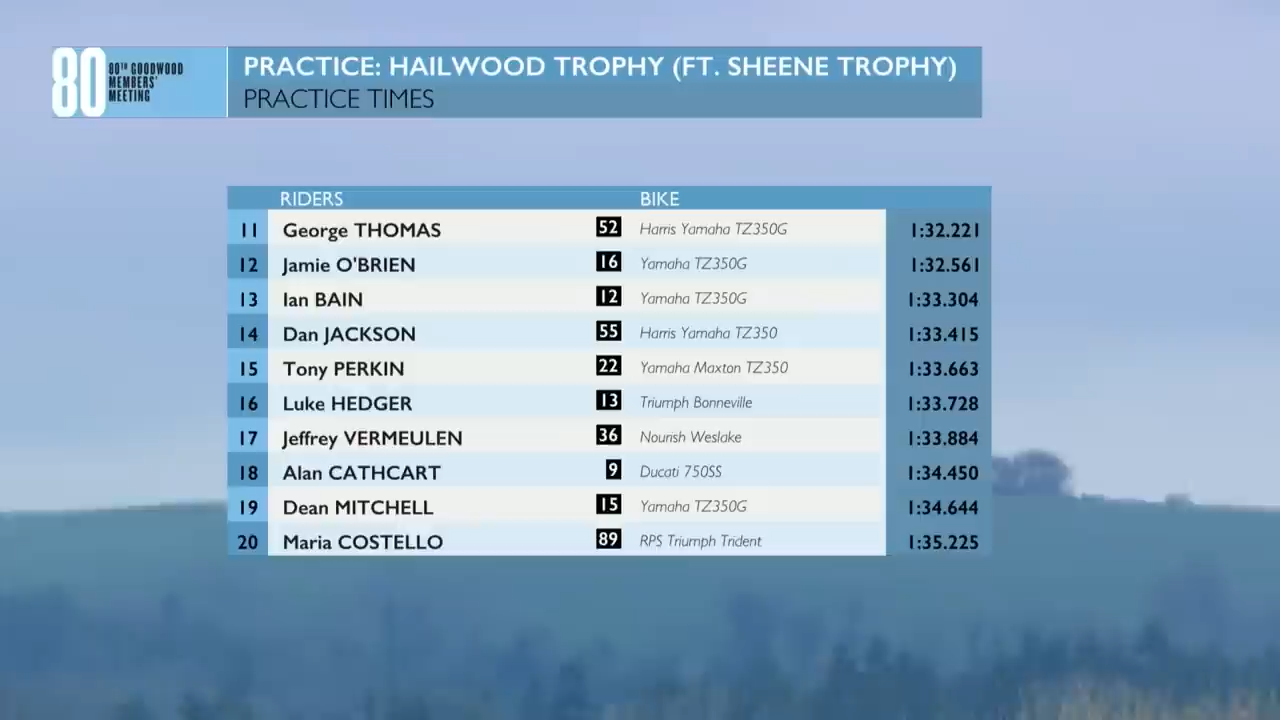 80
80TH GOODWOOD
MEMBERS'
MEETING
PRACTICE: HAILWOOD TROPHY (FT. SHEENE TROPHY)
PRACTICE TIMES
RIDERS BIKE
11 George THOMAS 52 Harris Yamaha TZ350G 1:32.221
12 Jamie O'BRIEN 16 Yamaha TZ350G 1:32.561
13 Ian BAIN 12 Yamaha TZ350G 1:33.304
14 Dan JACKSON 55 Harris Yamaha TZ350 1:33.415
15 Tony PERKIN 22 Yamaha Maxton TZ350 1:33.663
16 Luke HEDGER 13 Triumph Bonneville 1:33.728
17 Jeffrey VERMEULEN 36 Nourish Weslake 1:33.884
18 Alan CATHCART 9 Ducati 750SS 1:34.450
19 Dean MITCHELL 15 Yamaha TZ350G 1:34.644
20 Maria COSTELLO 89 RPS Triumph Trident 1:35.225